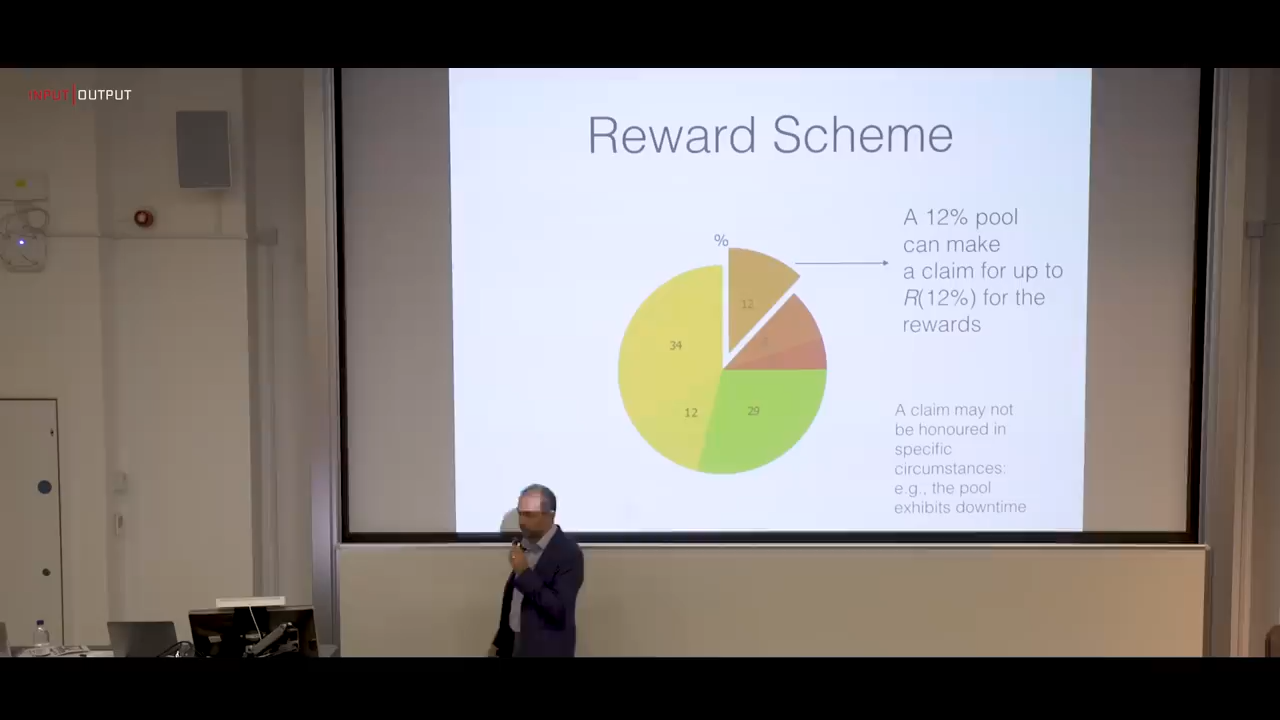 INPUT|OUTPUT
Reward Scheme
%
12
34
12
29
A 12% pool
can make
a claim for up to
R(12%) for the
rewards
A claim may not
be honoured in
specific
circumstances:
e.g., the pool
exhibits downtime